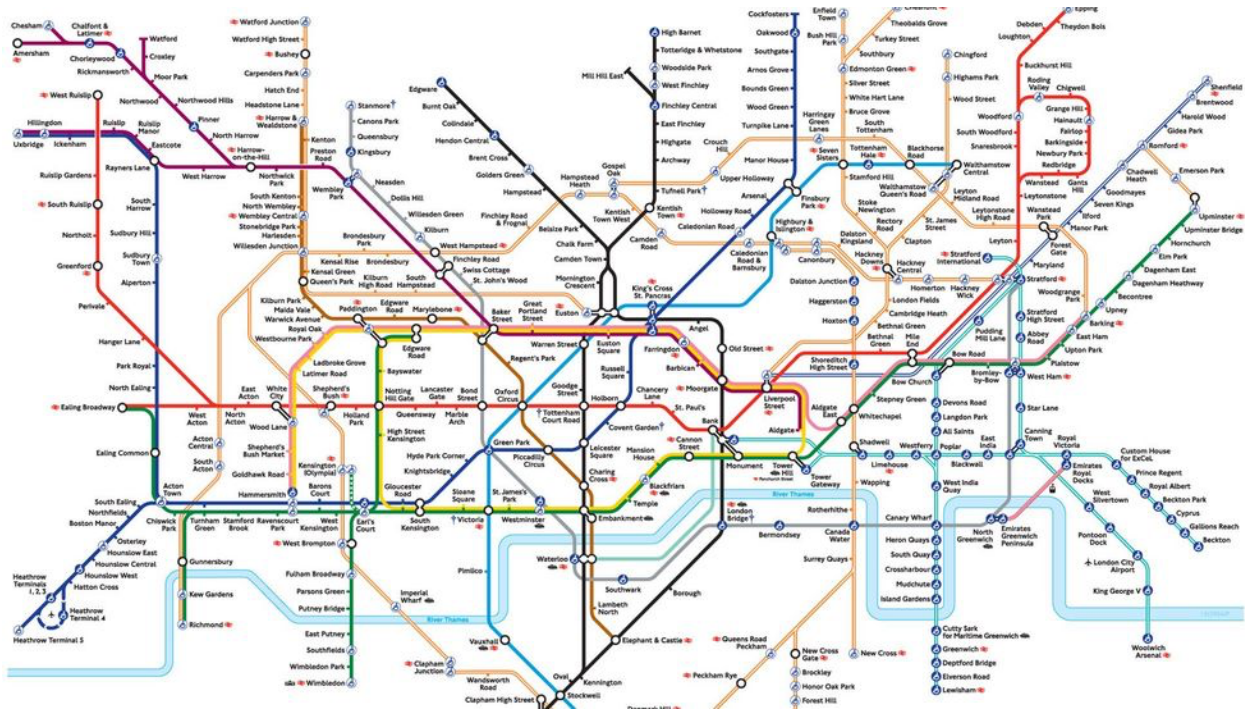 Chesham
Chalfont &
Latimer
Watford
Croxley
Amersham
Chorleywood
Rickmansworth
Moor Park
Northwood
Northwood Hills
Pinner
North Harrow
Harrow-
on-the-Hill
Northwick
Park
Preston
Road
Wembley
Park
West Ruislip
Hillingdon
Uxbridge
Ickenham
Ruislip
Ruislip
Manor
Eastcote
Rayners Lane
West Harrow
Ruislip Gardens
South Ruislip
Northolt
Greenford
Perivale
Hanger Lane
South
Harrow
Sudbury Hill
Sudbury
Town
Alperton
Park Royal
North Ealing
Ealing Broadway
Ealing Common
West
Acton
North
Acton
East
Acton
White
City
Wood Lane
Shepherd's
Bush Market
Goldhawk Road
Hammersmith
Acton
Town
South Ealing
Northfields
Boston Manor
Osterley
Hounslow East
Hounslow Central
Hounslow West
Hatton Cross
Heathrow
Terminals
1, 2, 3
Heathrow
Terminal 4
Heathrow Terminal 5
Chiswick
Park
Turnham
Green
Stamford
Brook
Ravenscourt
Park
West
Kensington
Barons
Court
Gunnersbury
Kew Gardens
Richmond
Acton
Central
South
Acton
Watford Junction
Watford High Street
Bushey
Carpenders Park
Hatch End
Headstone Lane
Harrow &
Wealdstone
Kenton
South Kenton
North Wembley
Wembley Central
Stonebridge Park
Harlesden
Willesden Junction
Kensal Green
Queen's Park
Kilburn Park
Maida Vale
Warwick Avenue
Royal Oak
Westbourne Park
Ladbroke Grove
Latimer Road
Stanmore
Canons Park
Queensbury
Kingsbury
Neasden
Dollis Hill
Willesden Green
Kilburn
West Hampstead
Finchley Road
Swiss Cottage
St. John's Wood
Kensal Rise
Brondesbury
Park
Brondesbury
Kilburn
High Road
South
Hampstead
Finchley Road
& Frognal
Paddington
Edgware
Road
Marylebone
Baker
Street
Great
Portland
Street
Edgware
Road
Bayswater
Notting
Hill Gate
High Street
Kensington
Shepherd's
Bush
Holland
Park
Queensway
Lancaster
Gate
Marble
Arch
Bond
Street
Oxford
Circus
Regent's Park
Kensington
(Olympia)
Earl's
Court
Gloucester
Road
South
Kensington
Sloane
Square
Victoria
St. James's
Park
Westminster
Hyde Park Corner
Knightsbridge
Green Park
Piccadilly
Circus
West Brompton
Fulham Broadway
Parsons Green
Putney Bridge
East Putney
Southfields
Wimbledon Park
Wimbledon
Imperial
Wharf
Clapham
Junction
Wandsworth
Road
Clapham High Street
Pimlico
Vauxhall
Stockwell
Oval
Kennington
Edgware
Burnt Oak
Colindale
Hendon Central
Brent Cross
Golders Green
Hampstead
Belsize Park
Chalk Farm
Camden Town
Mornington
Crescent
Euston
High Barnet
Totteridge & Whetstone
Woodside Park
West Finchley
Mill Hill East
Finchley Central
East Finchley
Highgate
Archway
Tufnell Park
Kentish
Town
Gospel
Oak
Hampstead
Heath
Kentish
Town West
Camden
Road
Caledonian
Road &
Barnsbury
Warren Street
Euston
Square
King's Cross
St. Pancras
Goodge
Street
Russell
Square
Tottenham
Court Road
Holborn
Covent Garden
Leicester
Square
Charing
Cross
Embankment
Waterloo
Southwark
Lambeth
North
Elephant & Castle
Borough
London
Bridge
Temple
Blackfriars
Mansion
House
Cannon
Street
Bank
Monument
St. Paul's
Chancery
Lane
Farringdon
Barbican
Moorgate
Old Street
Angel
Liverpool
Street
Aldgate
Aldgate
East
Tower
Hill
Fenchurch Street
Tower
Gateway
River Thames
River Thames
Cockfosters
Oakwood
Southgate
Arnos Grove
Bounds Green
Wood Green
Turnpike Lane
Manor House
Finsbury
Park
Arsenal
Holloway Road
Caledonian Road
Crouch
Hill
Upper Holloway
Harringay
Green Lanes
Highbury &
Islington
Canonbury
Enfield
Town
Bush Hill
Park
Theobalds Grove
Turkey Street
Southbury
Edmonton Green
Silver Street
White Hart Lane
Bruce Grove
South
Tottenham
Seven
Sisters
Tottenham
Hale
Blackhorse
Road
Walthamstow
Central
Stamford Hill
Walthamstow
Queen's Road
Stoke
Newington
Rectory
Road
Clapton
St. James
Street
Leyton
Midland Road
Leytonstone
High Road
Chingford
Highams Park
Wood Street
Dalston
Kingsland
Hackney
Downs
Hackney
Central
Homerton
Hackney
Wick
Dalston Junction
Haggerston
Hoxton
Shoreditch
High Street
London Fields
Cambridge Heath
Bethnal Green
Bethnal
Green
Mile
End
Bow Road
Bow Church
Stepney Green
Whitechapel
Shadwell
Wapping
Rotherhithe
Canada
Water
Bermondsey
Surrey Quays
Queens Road
Peckham
Peckham Rye
Denmark Hill
New Cross
Gate
Brockley
Honor Oak Park
Forest Hill
New Cross
Epping
Theydon Bois
Debden
Loughton
Buckhurst Hill
Roding
Valley
Chigwell
Grange Hill
Hainault
Fairlop
Barkingside
Newbury Park
Redbridge
Gants
Hill
Wanstead
Woodford
South Woodford
Snaresbrook
Leytonstone
Leyton
Wanstead
Park
Forest
Gate
Maryland
Manor Park
Ilford
Seven Kings
Goodmayes
Chadwell
Heath
Romford
Gidea Park
Harold Wood
Brentwood
Shenfield
Emerson Park
Upminster
Upminster Bridge
Hornchurch
Elm Park
Dagenham East
Dagenham Heathway
Becontree
Upney
Barking
East Ham
Upton Park
Plaistow
Woodgrange
Park
Stratford
International
Stratford
Stratford
High Street
Abbey
Road
Pudding
Mill Lane
West Ham
Bromley-
by-Bow
Devons Road
Langdon Park
All Saints
Star Lane
Canning
Town
Limehouse
Westferry
Poplar
East
India
Blackwall
West India
Quay
Canary Wharf
Heron Quays
South Quay
Crossharbour
Mudchute
Island Gardens
Cutty Sark
for Maritime Greenwich
Greenwich
Deptford Bridge
Elverson Road
Lewisham
Royal
Victoria
Emirates
Royal
Docks
Custom House
for ExCeL
Prince Regent
Royal Albert
Beckton Park
Cyprus
Gallions Reach
Beckton
North
Greenwich
Emirates
Greenwich
Peninsula
West
Silvertown
Pontoon
Dock
London City
Airport
King George V
Woolwich
Arsenal